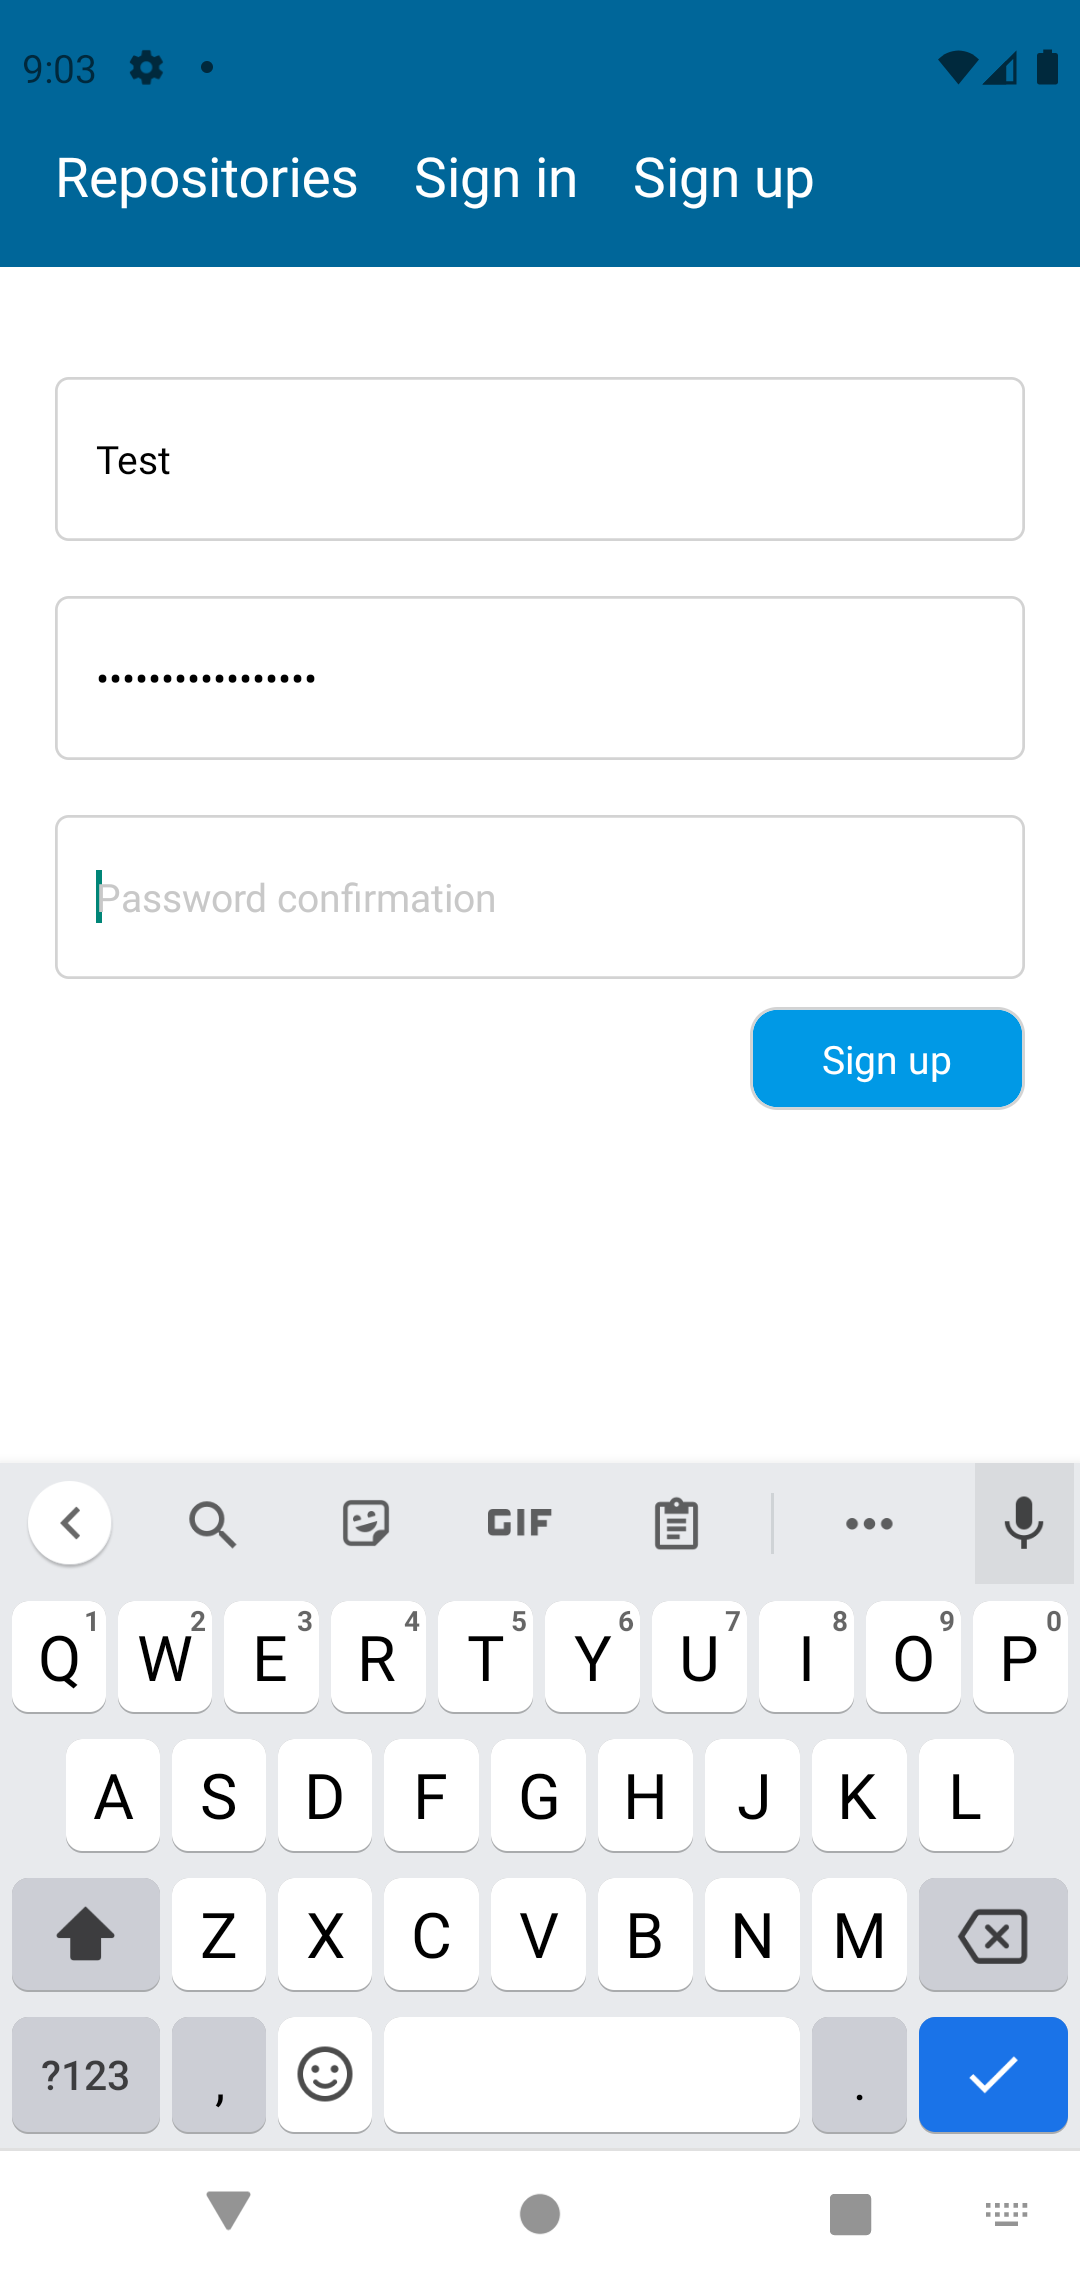 9:03
Repositories Sign in Sign up
Test
•••••••••••••••••
Password confirmation
Sign up
GIF
Q1 W2 E3 R4 T5 Y6 U7 I8 O9 P0
A S D F G H J K L
Z X C V B N M
?123 , .